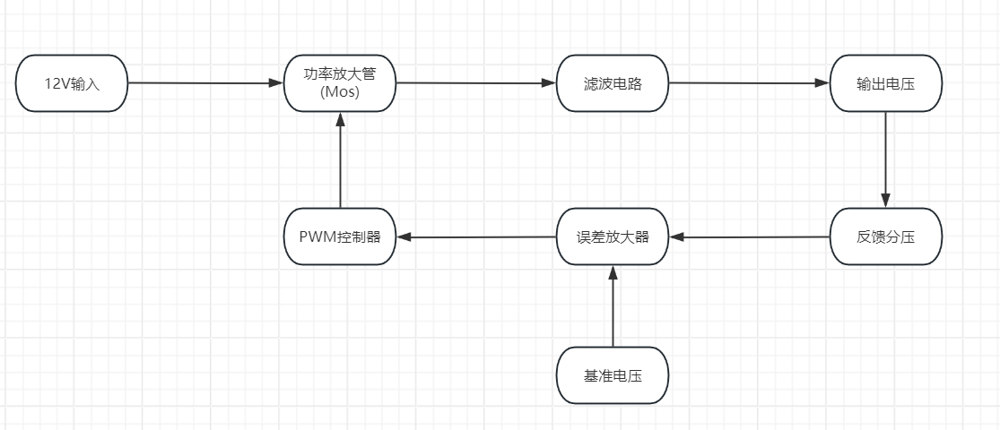 12V输入
功率放大管
(Mos)
滤波电路
输出电压
PWM控制器
误差放大器
反馈分压
基准电压